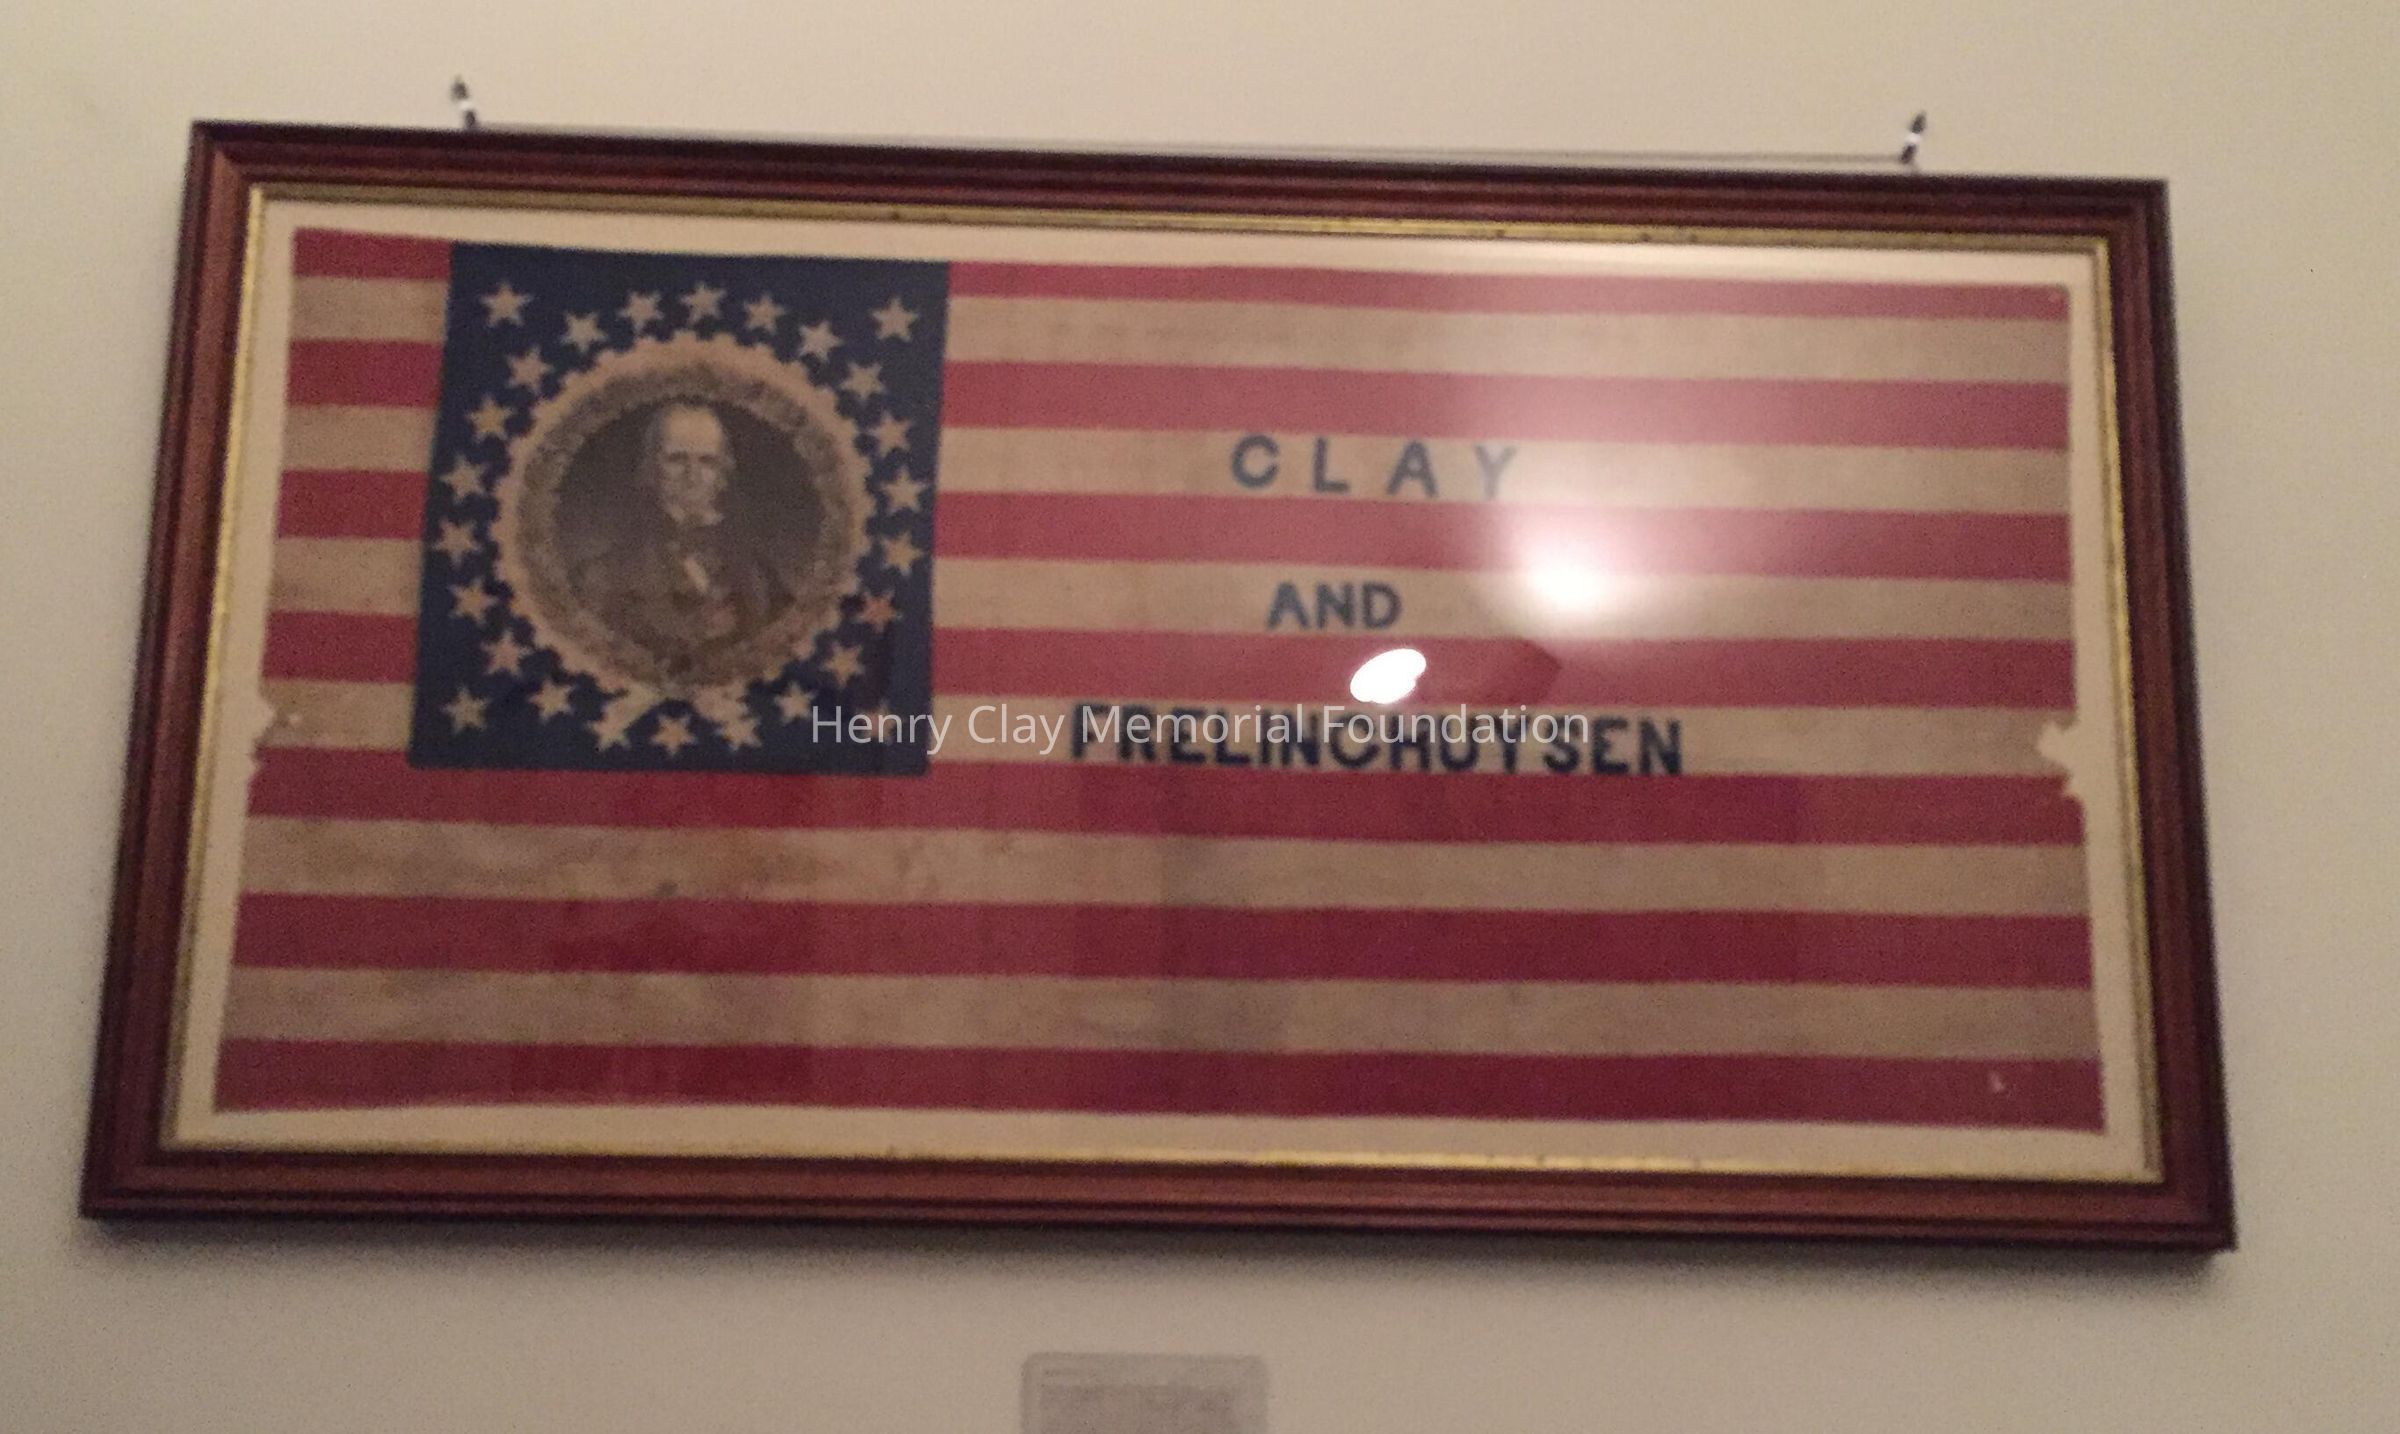 CLAY
AND
Henry Clay Memorial Foundation
FRELINGHUYSEN